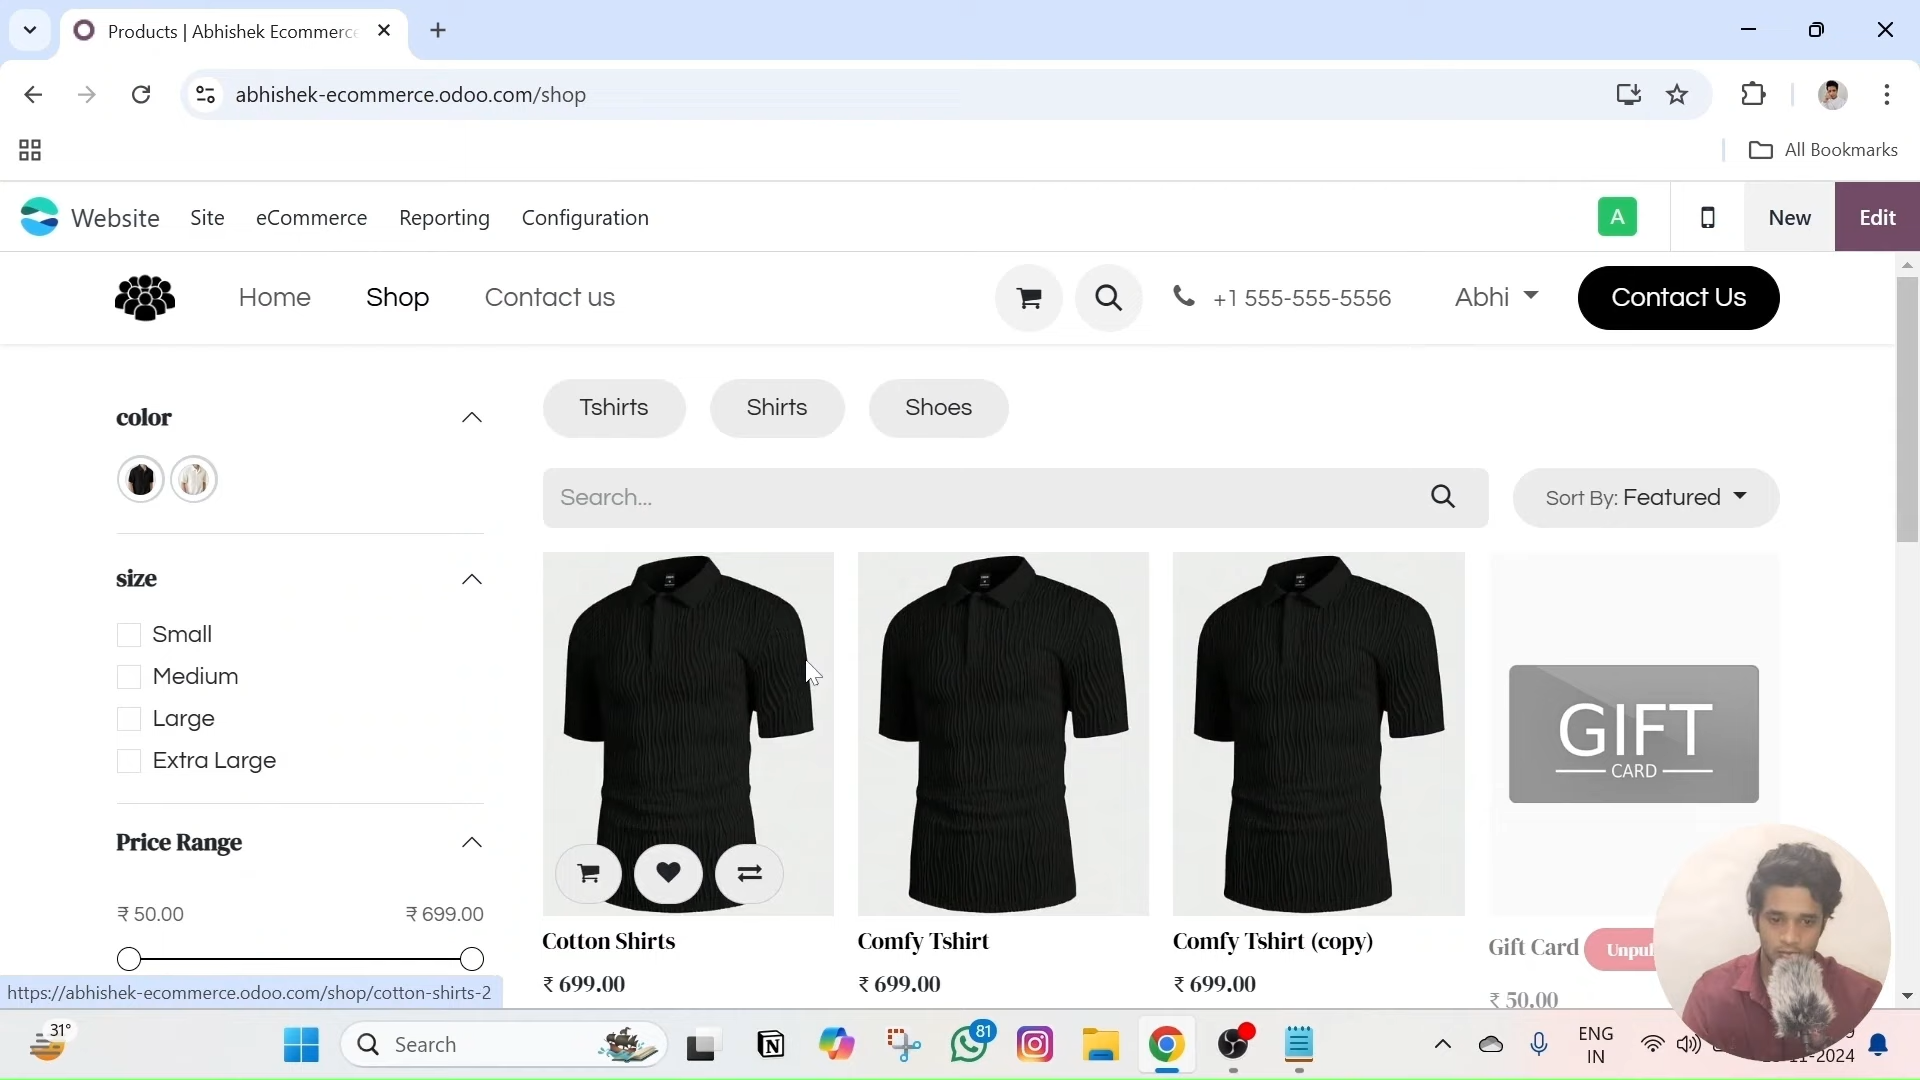 Products | Abhishek Ecommerce
abhishek-ecommerce.odoo.com/shop
All Bookmarks
Website Site eCommerce Reporting Configuration A New Edit
Home Shop Contact us +1 555-555-5556 Abhi Contact Us
color
Tshirts Shirts Shoes
Search... Sort By: Featured
size
Small
Medium
Large
Extra Large
GIFT
CARD
Price Range
₹ 50.00 ₹ 699.00
Cotton Shirts Comfy Tshirt Comfy Tshirt (copy) Gift Card
₹ 699.00 ₹ 699.00 ₹ 699.00 ₹ 50.00
https://abhishek-ecommerce.odoo.com/shop/cotton-shirts-2
31°
Search
81
ENG
IN
11-2024